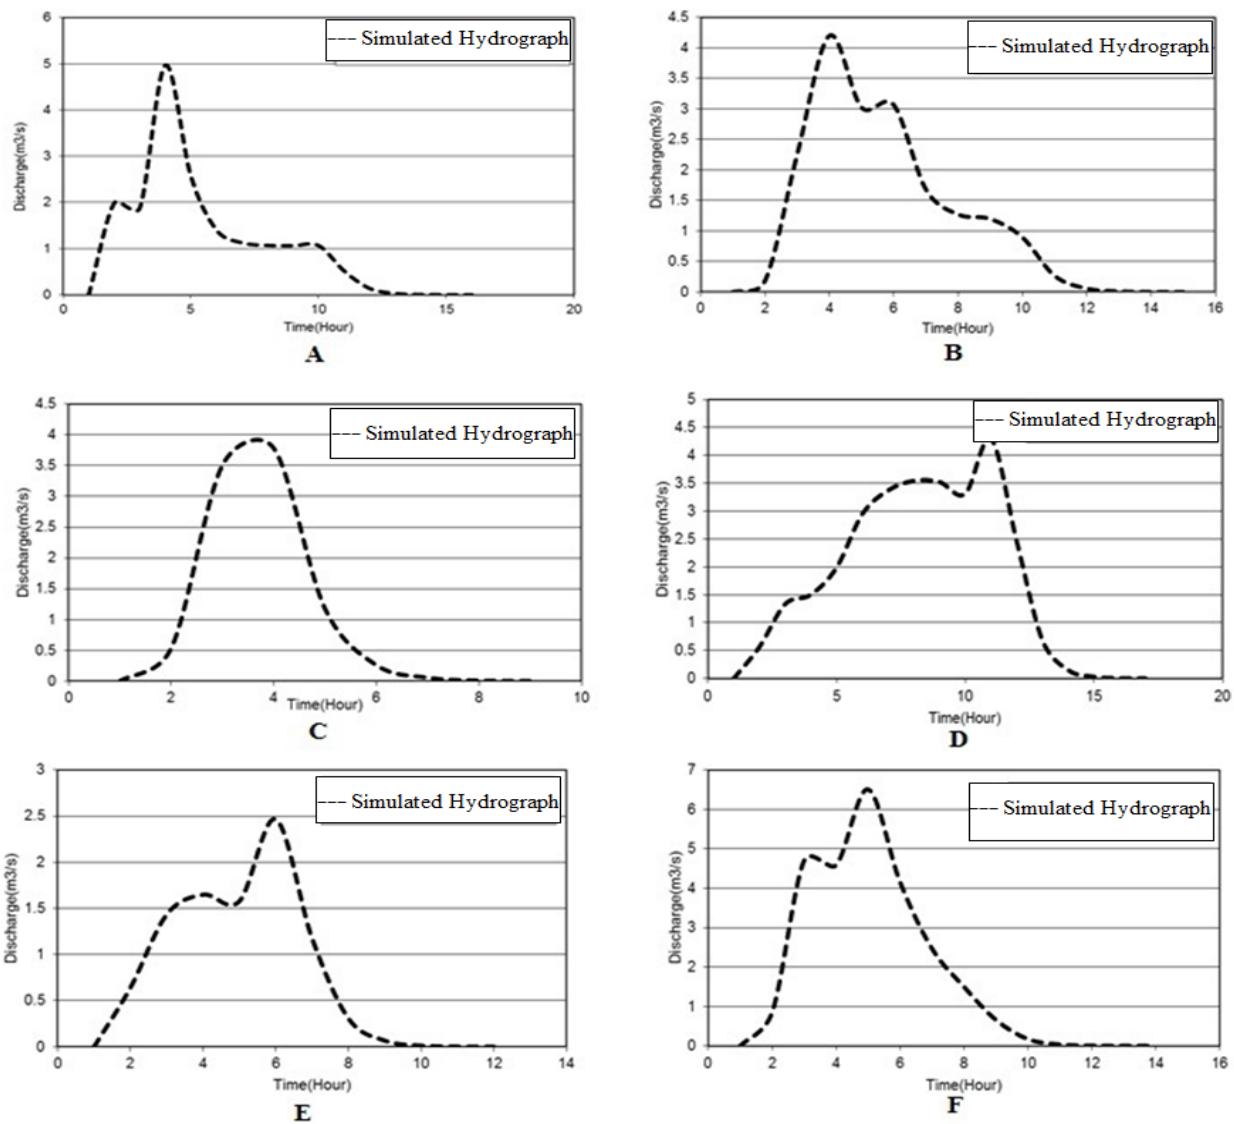 6
5
4
3
2
1
0
Discharge(m3/s)
--- Simulated Hydrograph
0 5 10 15 20
Time(Hour)
A
4.5
4
3.5
3
2.5
2
1.5
1
0.5
0
Discharge(m3/s)
--- Simulated Hydrograph
0 2 4 6 8 10 12 14 16
Time(Hour)
B
4.5
4
3.5
3
2.5
2
1.5
1
0.5
0
Discharge(m3/s)
--- Simulated Hydrograph
0 2 4 6 8 10
Time(Hour)
C
5
4.5
4
3.5
3
2.5
2
1.5
1
0.5
0
Discharge(m3/s)
--- Simulated Hydrograph
0 5 10 15 20
Time(Hour)
D
3
2.5
2
1.5
1
0.5
0
Discharge(m3/s)
--- Simulated Hydrograph
0 2 4 6 8 10 12 14
Time(Hour)
E
7
6
5
4
3
2
1
0
Discharge(m3/s)
--- Simulated Hydrograph
0 2 4 6 8 10 12 14 16
Time(Hour)
F